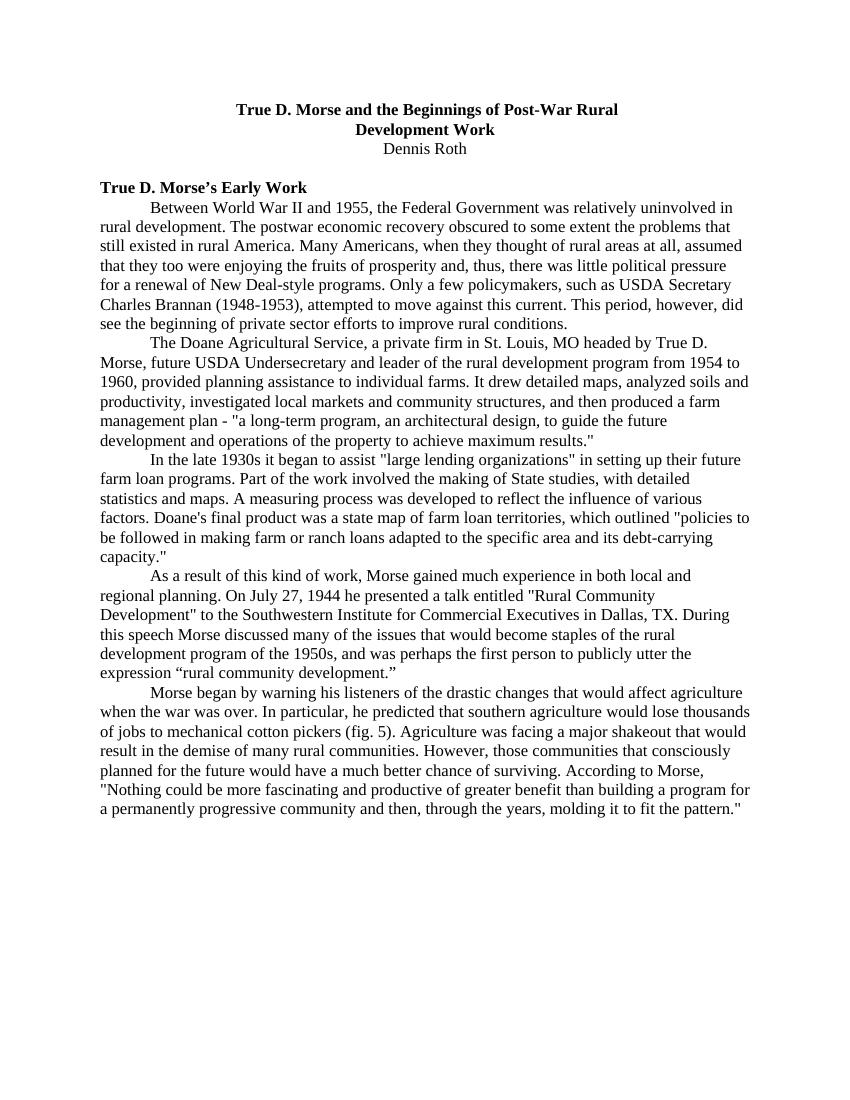 True D. Morse and the Beginnings of Post-War Rural
Development Work
Dennis Roth
True D. Morse’s Early Work
Between World War II and 1955, the Federal Government was relatively uninvolved in
rural development. The postwar economic recovery obscured to some extent the problems that
still existed in rural America. Many Americans, when they thought of rural areas at all, assumed
that they too were enjoying the fruits of prosperity and, thus, there was little political pressure
for a renewal of New Deal-style programs. Only a few policymakers, such as USDA Secretary
Charles Brannan (1948-1953), attempted to move against this current. This period, however, did
see the beginning of private sector efforts to improve rural conditions.
The Doane Agricultural Service, a private firm in St. Louis, MO headed by True D.
Morse, future USDA Undersecretary and leader of the rural development program from 1954 to
1960, provided planning assistance to individual farms. It drew detailed maps, analyzed soils and
productivity, investigated local markets and community structures, and then produced a farm
management plan - "a long-term program, an architectural design, to guide the future
development and operations of the property to achieve maximum results."
In the late 1930s it began to assist "large lending organizations" in setting up their future
farm loan programs. Part of the work involved the making of State studies, with detailed
statistics and maps. A measuring process was developed to reflect the influence of various
factors. Doane's final product was a state map of farm loan territories, which outlined "policies to
be followed in making farm or ranch loans adapted to the specific area and its debt-carrying
capacity."
As a result of this kind of work, Morse gained much experience in both local and
regional planning. On July 27, 1944 he presented a talk entitled "Rural Community
Development" to the Southwestern Institute for Commercial Executives in Dallas, TX. During
this speech Morse discussed many of the issues that would become staples of the rural
development program of the 1950s, and was perhaps the first person to publicly utter the
expression “rural community development.”
Morse began by warning his listeners of the drastic changes that would affect agriculture
when the war was over. In particular, he predicted that southern agriculture would lose thousands
of jobs to mechanical cotton pickers (fig. 5). Agriculture was facing a major shakeout that would
result in the demise of many rural communities. However, those communities that consciously
planned for the future would have a much better chance of surviving. According to Morse,
"Nothing could be more fascinating and productive of greater benefit than building a program for
a permanently progressive community and then, through the years, molding it to fit the pattern."